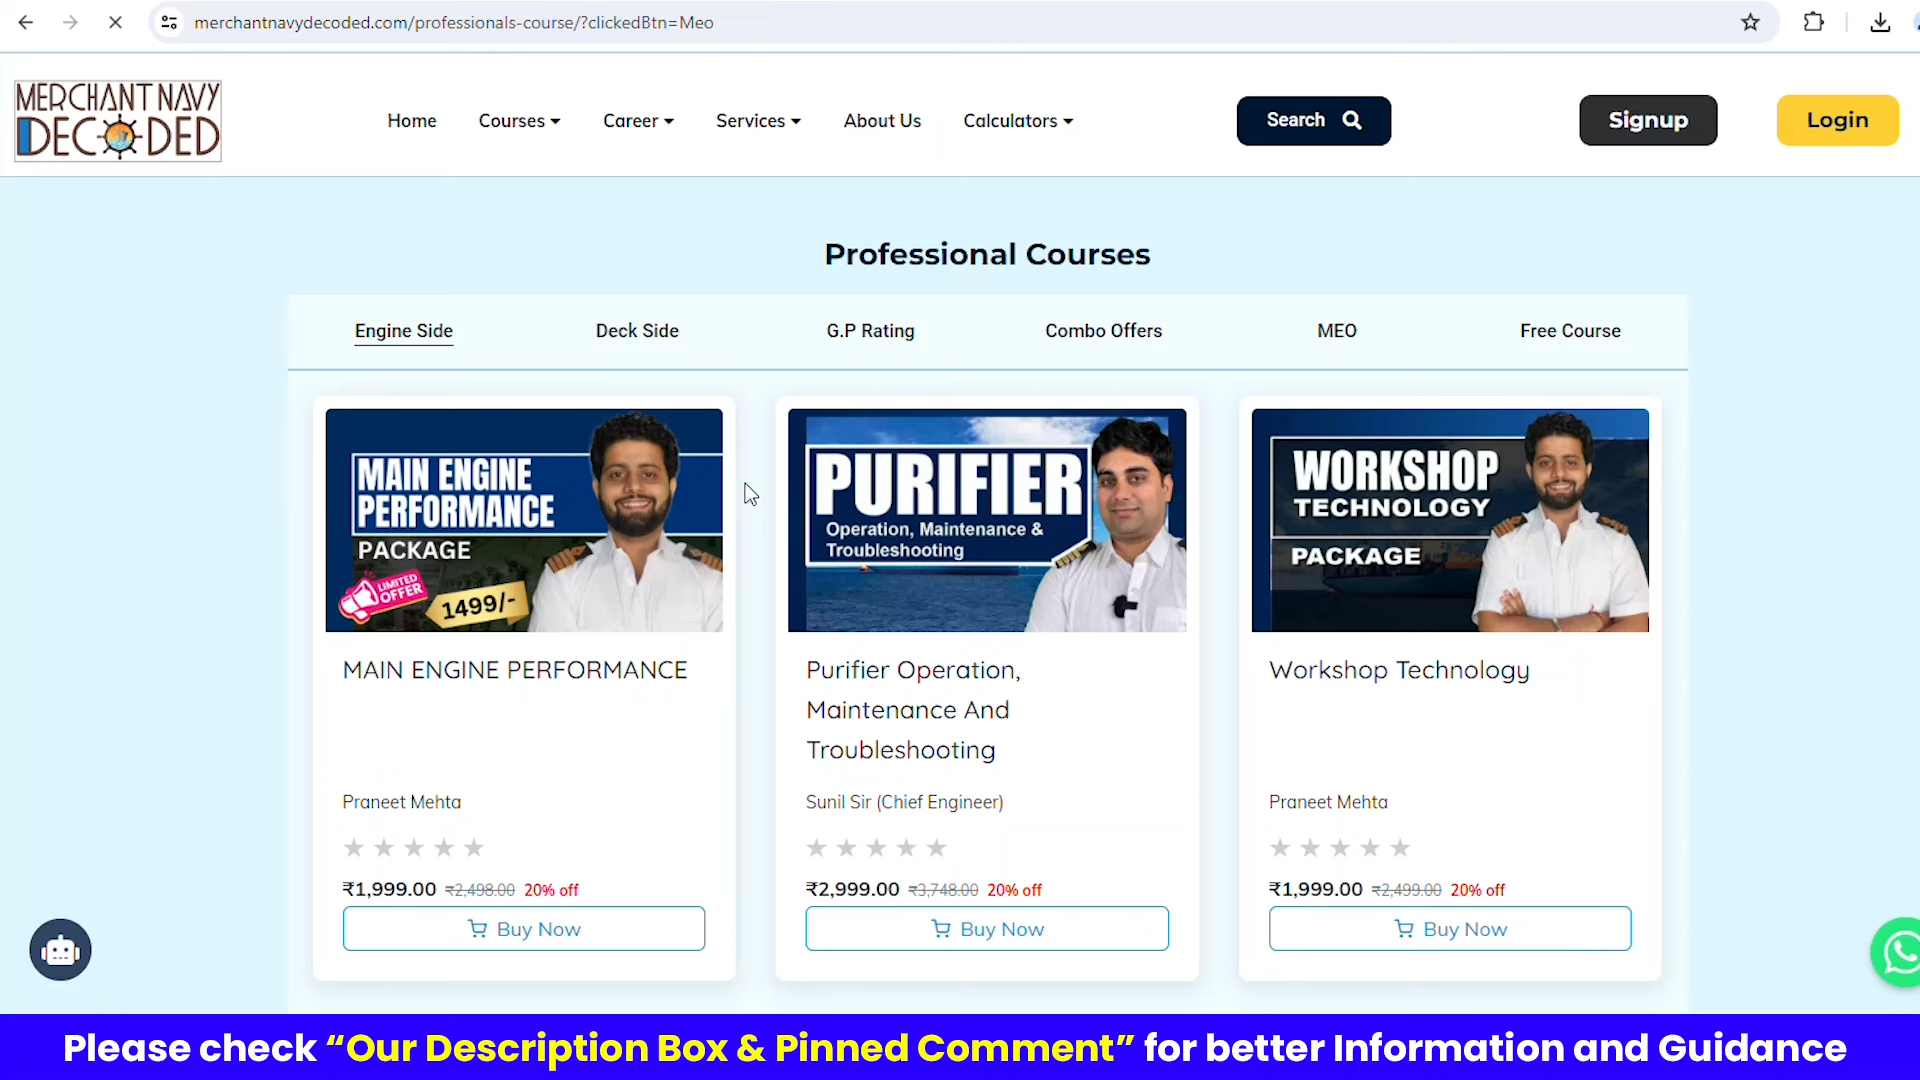 merchantnavydecoded.com/professionals-course/?clickedBtn=Meo
MERCHANT NAVY
DECODED
Home
Courses
Career
Services
About Us
Calculators
Search
Signup
Login
Professional Courses
Engine Side
Deck Side
G.P Rating
Combo Offers
MEO
Free Course
MAIN ENGINE
PERFORMANCE
PACKAGE
LIMITED
OFFER
1499/-
PURIFIER
Operation, Maintenance &
Troubleshooting
WORKSHOP
TECHNOLOGY
PACKAGE
MAIN ENGINE PERFORMANCE
Praneet Mehta
₹1,999.00 ₹2,498.00 20% off
Buy Now
Purifier Operation,
Maintenance And
Troubleshooting
Sunil Sir (Chief Engineer)
₹2,999.00 ₹3,748.00 20% off
Buy Now
Workshop Technology
Praneet Mehta
₹1,999.00 ₹2,499.00 20% off
Buy Now
Please check “Our Description Box & Pinned Comment” for better Information and Guidance